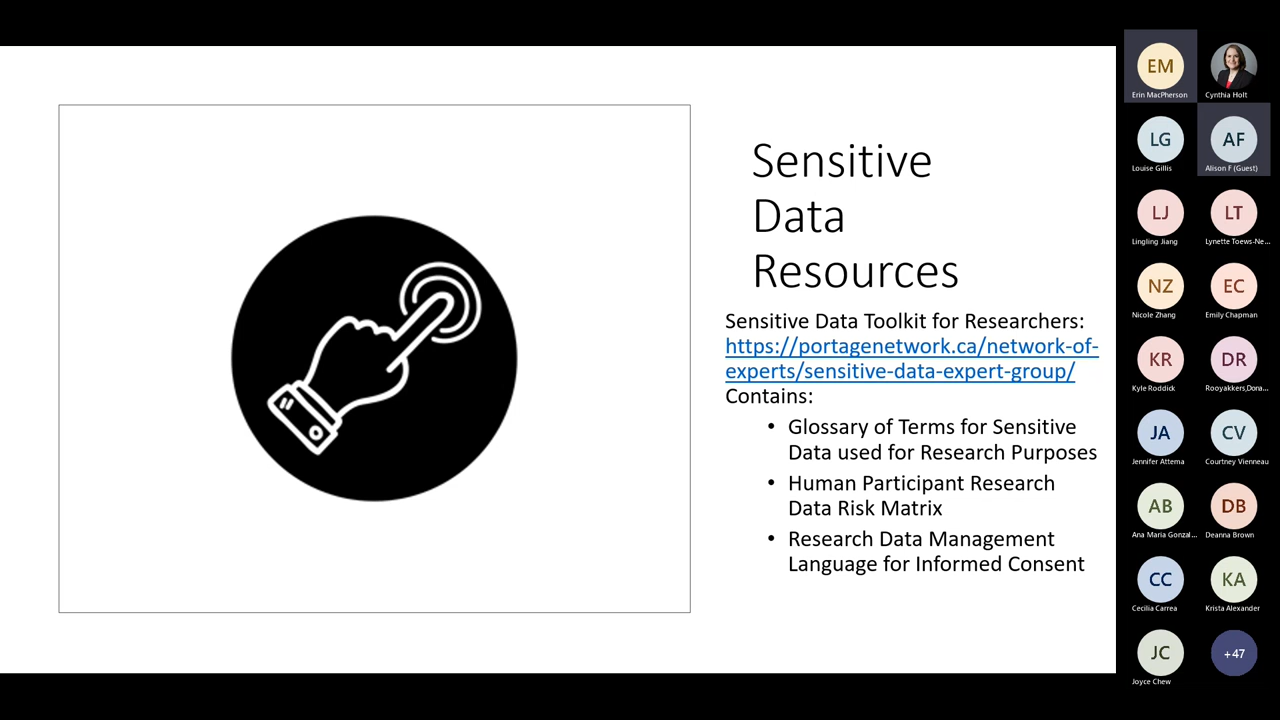 Sensitive
Data
Resources
Sensitive Data Toolkit for Researchers:
https://portagenetwork.ca/network-of-
experts/sensitive-data-expert-group/
Contains:
• Glossary of Terms for Sensitive
Data used for Research Purposes
• Human Participant Research
Data Risk Matrix
• Research Data Management
Language for Informed Consent
EM
Erin MacPherson
Cynthia Holt
LG
Louise Gillis
AF
Alison F (Guest)
LJ
Lingling Jiang
LT
Lynette Toews-Ne...
NZ
Nicole Zhang
EC
Emily Chapman
KR
Kyle Roddick
DR
Rooyakkers,Dona...
JA
Jennifer Attema
CV
Courtney Vienneau
AB
Ana Maria Gonzal...
DB
Deanna Brown
CC
Cecilia Carrea
KA
Krista Alexander
JC
Joyce Chew
+47